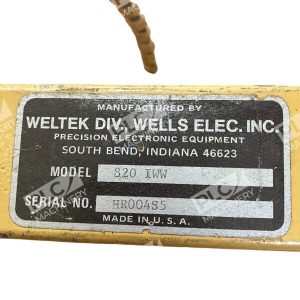 MANUFACTURED BY
WELTEK DIV. WELLS ELEC. INC.
PRECISION ELECTRONIC EQUIPMENT
SOUTH BEND, INDIANA 46623
MODEL 820 IWW
SERIAL NO. HR00485
MADE IN U.S.A.